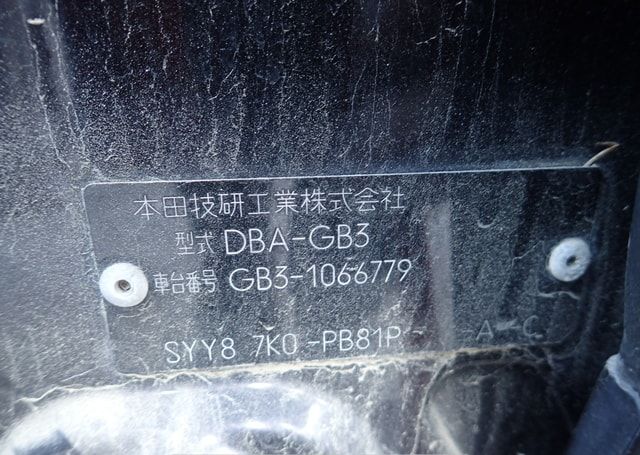 本田技研工業株式会社
型式 DBA-GB3
車台番号 GB3-1066779
SYY8 7K0 -PB81P- -A-C